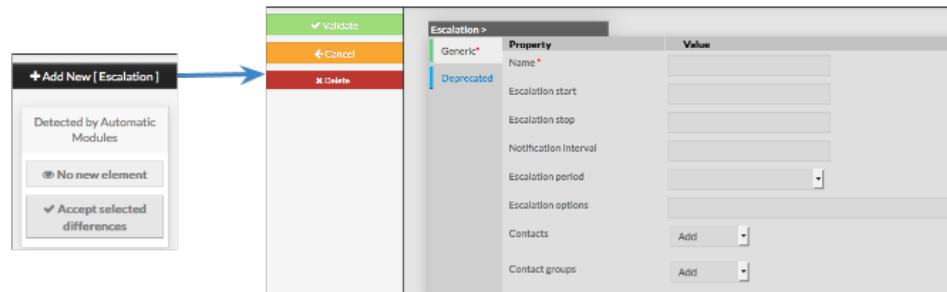 + Add New [ Escalation ]
Detected by Automatic
Modules
No new element
Accept selected
differences
Validate
Cancel
Delete
Escalation >
Generic*
Deprecated
Property Value
Name *
Escalation start
Escalation stop
Notification interval
Escalation period
Escalation options
Contacts Add
Contact groups Add